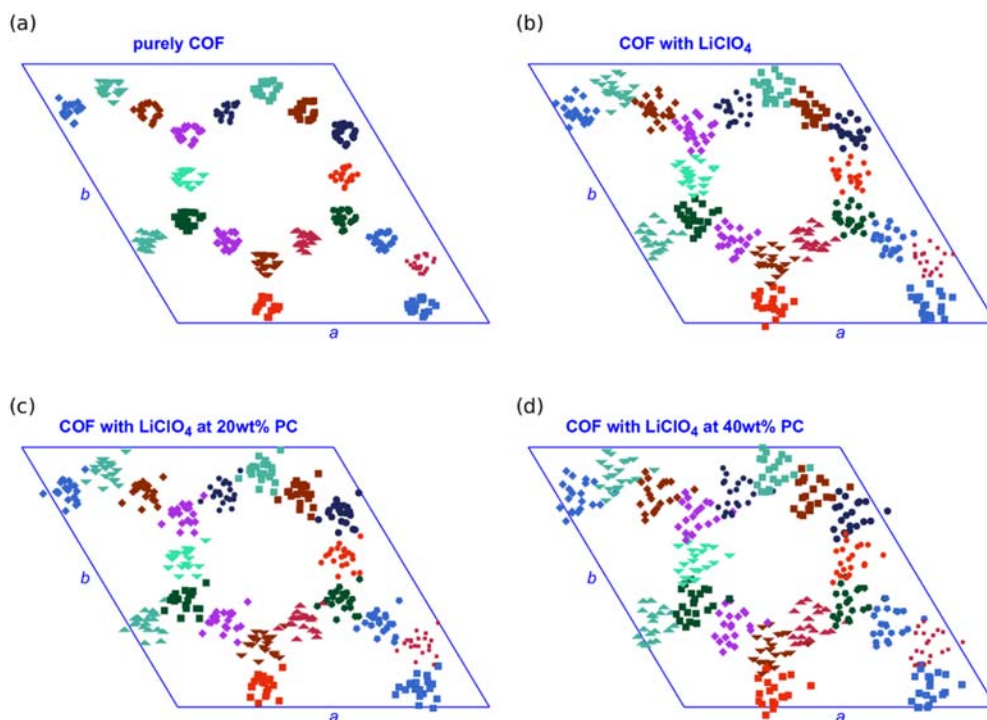 (a)
purely COF
b
a
(b)
COF with LiClO₄
b
a
(c)
COF with LiClO₄ at 20wt% PC
b
a
(d)
COF with LiClO₄ at 40wt% PC
b
a